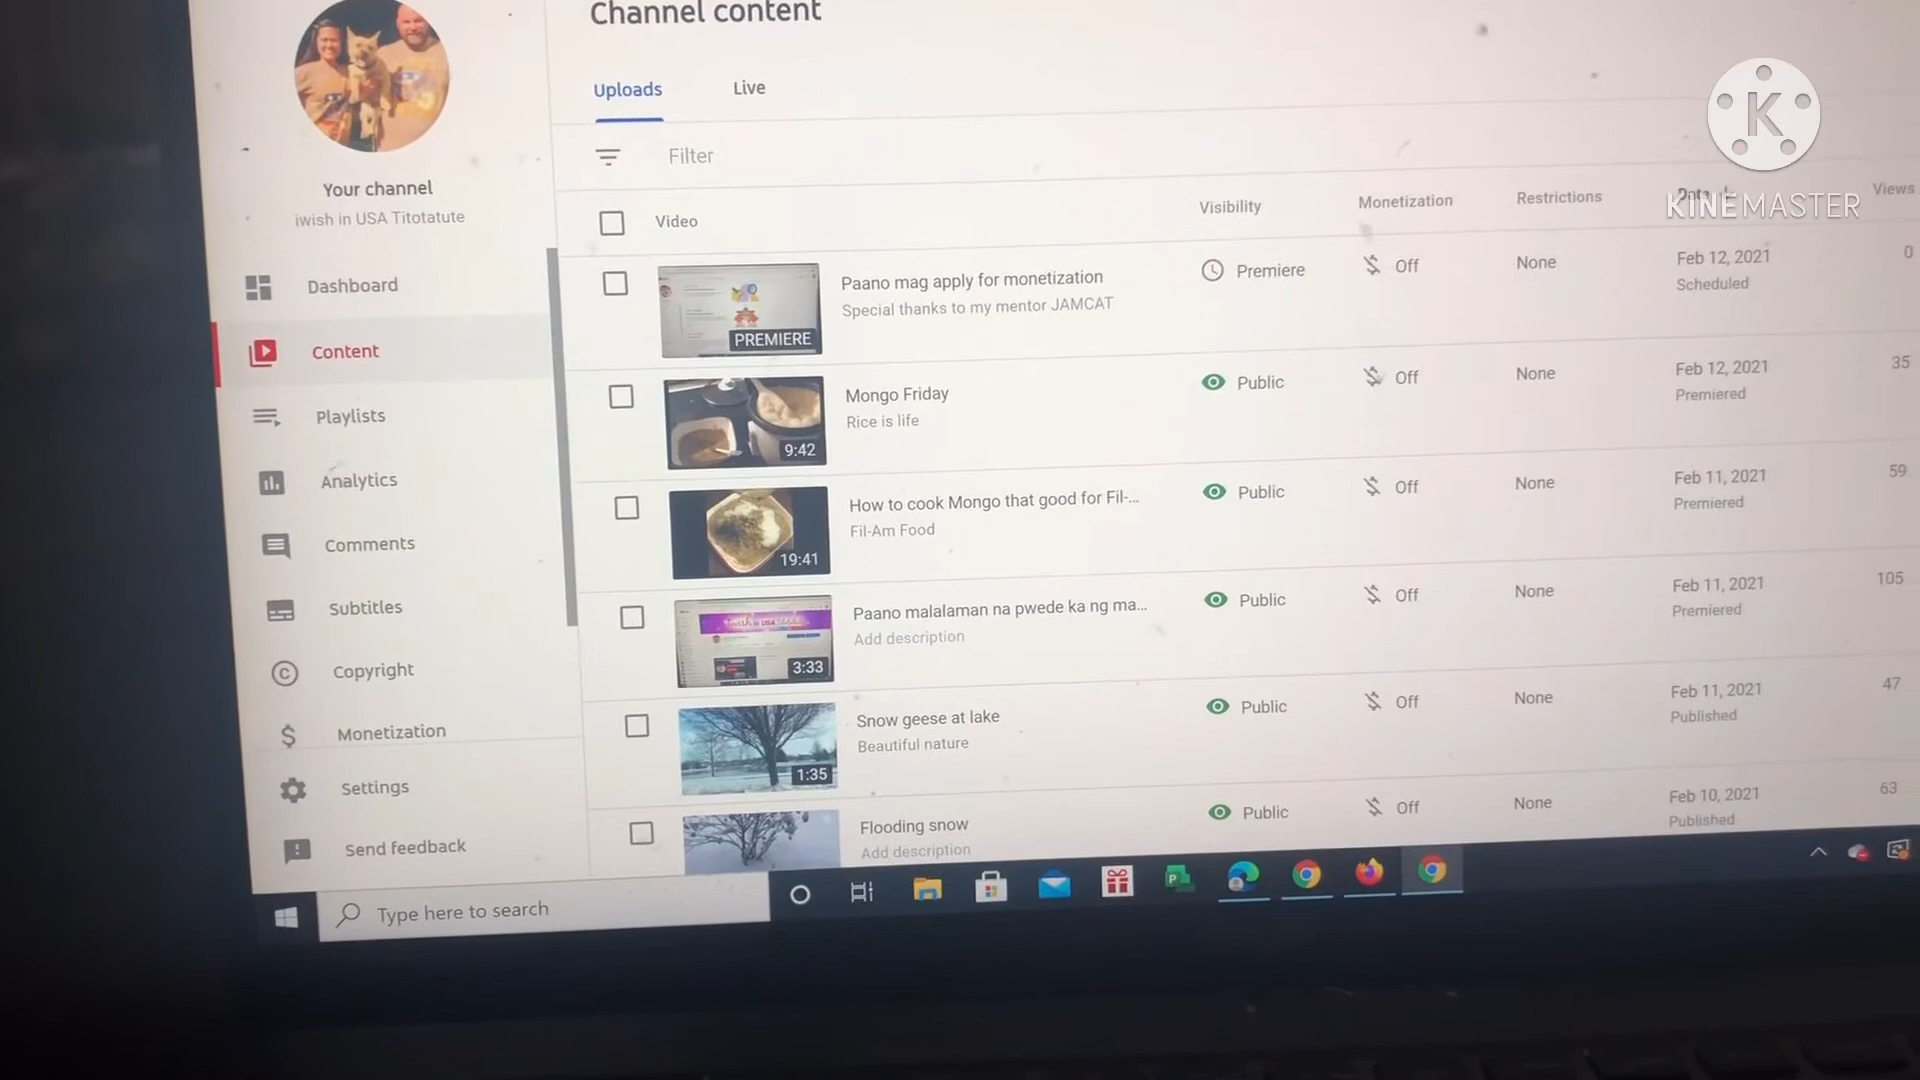 Channel content
Uploads Live
Filter
KINEMASTER
Your channel
iwish in USA Titotatute
Video Visibility Monetization Restrictions Date Views
Dashboard
Content
Playlists
Analytics
Comments
Subtitles
Copyright
Monetization
Settings
Send feedback
Paano mag apply for monetization Premiere Off None Feb 12, 2021 0
Special thanks to my mentor JAMCAT Scheduled
PREMIERE
Mongo Friday Public Off None Feb 12, 2021 35
Rice is life Premiered
9:42
How to cook Mongo that good for Fil-... Public Off None Feb 11, 2021 59
Fil-Am Food Premiered
19:41
Paano malalaman na pwede ka ng ma... Public Off None Feb 11, 2021 105
Add description Premiered
3:33
Snow geese at lake Public Off None Feb 11, 2021 47
Beautiful nature Published
1:35
Flooding snow Public Off None Feb 10, 2021 63
Add description Published
Type here to search